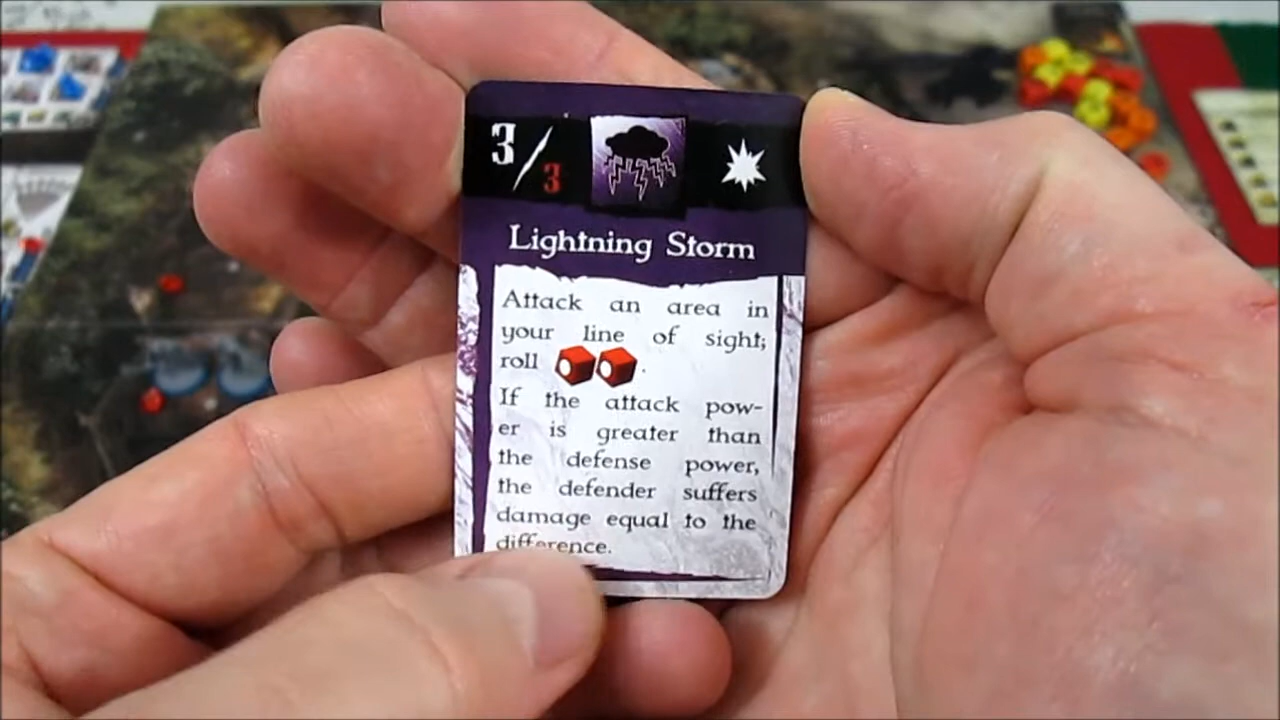 3/3
Lightning Storm
Attack an area in
your line of sight;
roll .
If the attack pow-
er is greater than
the defense power,
the defender suffers
damage equal to the
difference.